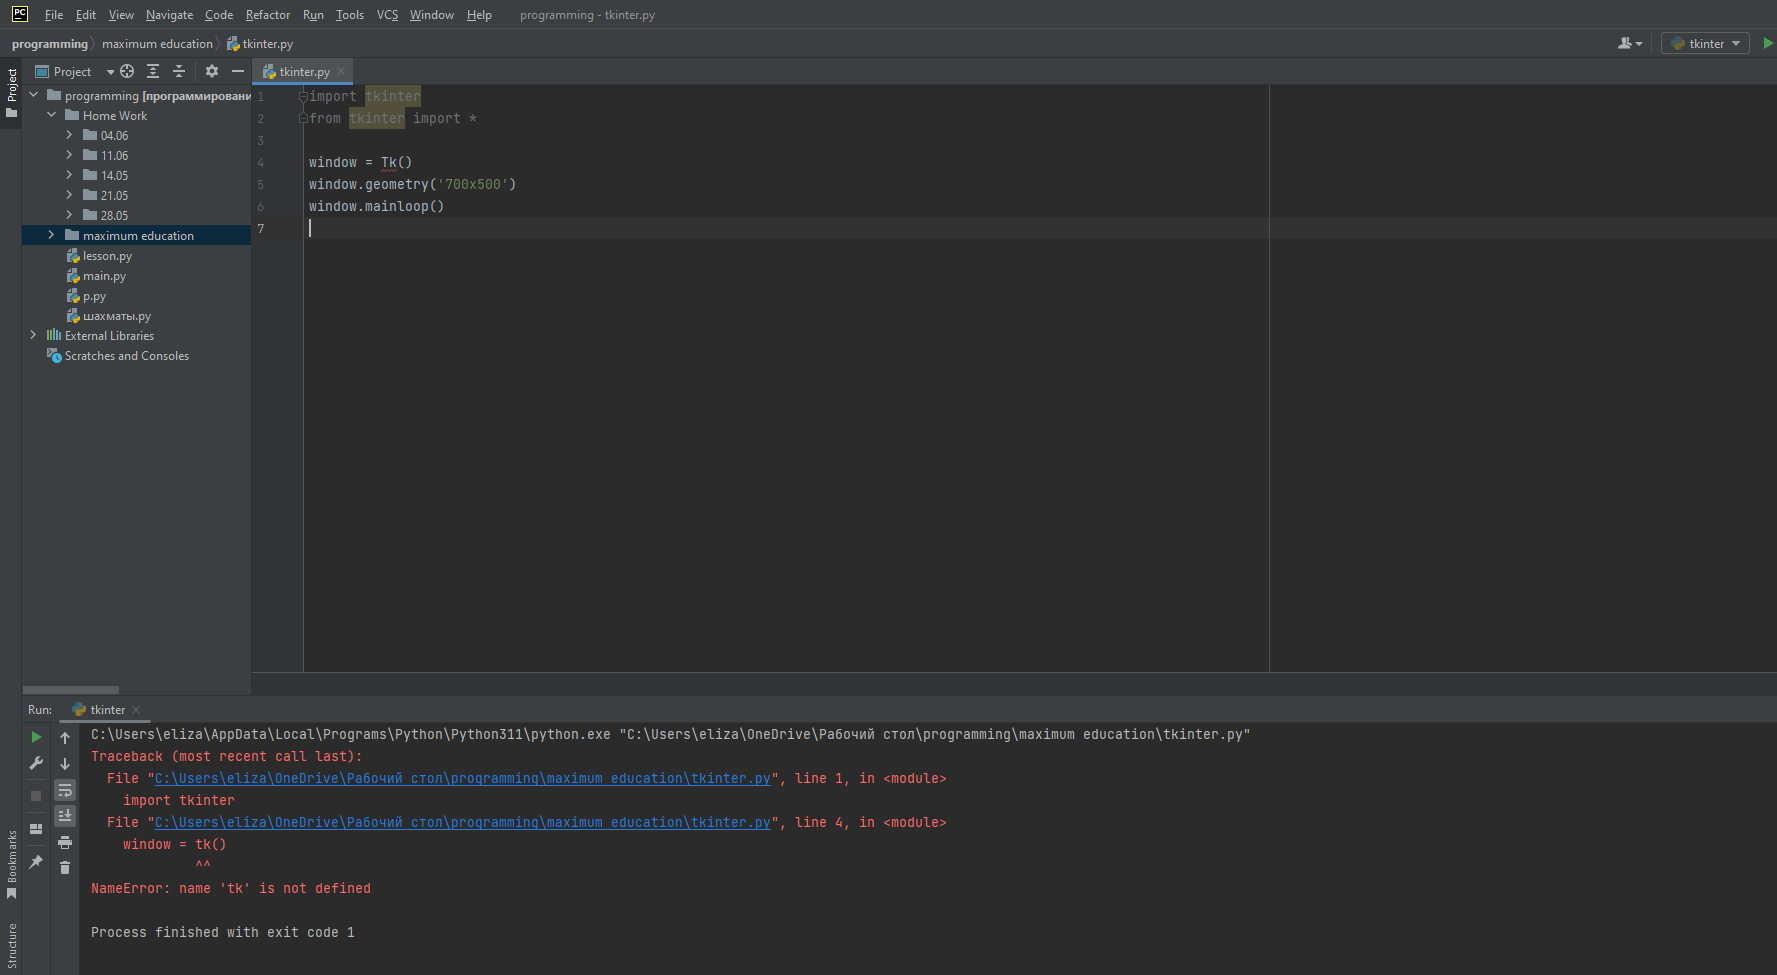 PC File Edit View Navigate Code Refactor Run Tools VCS Window Help programming - tkinter.py
programming maximum education tkinter.py tkinter
Project
Project tkinter.py
programming [программировани
Home Work
04.06
11.06
14.05
21.05
28.05
maximum education
lesson.py
main.py
p.py
шахматы.py
External Libraries
Scratches and Consoles
1 import tkinter
2 from tkinter import *
3
4 window = Tk()
5 window.geometry('700x500')
6 window.mainloop()
7
Run: tkinter
C:\Users\eliza\AppData\Local\Programs\Python\Python311\python.exe "C:\Users\eliza\OneDrive\Рабочий стол\programming\maximum education\tkinter.py"
Traceback (most recent call last):
File "C:\Users\eliza\OneDrive\Рабочий стол\programming\maximum education\tkinter.py", line 1, in <module>
import tkinter
File "C:\Users\eliza\OneDrive\Рабочий стол\programming\maximum education\tkinter.py", line 4, in <module>
window = tk()
^^
NameError: name 'tk' is not defined
Process finished with exit code 1
Bookmarks
Structure